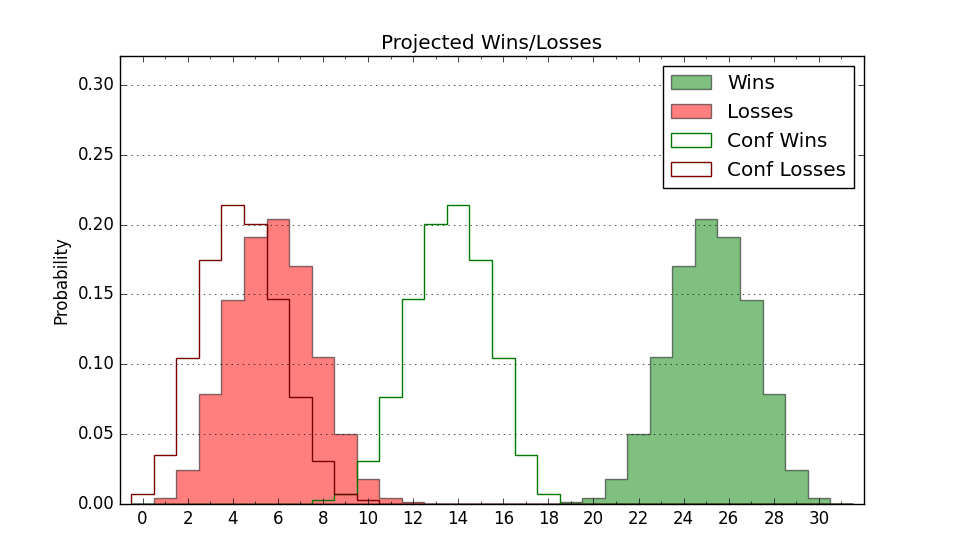 Projected Wins/Losses
Wins
Losses
Conf Wins
Conf Losses
Probability
0.30
0.25
0.20
0.15
0.10
0.05
0.00
0 2 4 6 8 10 12 14 16 18 20 22 24 26 28 30